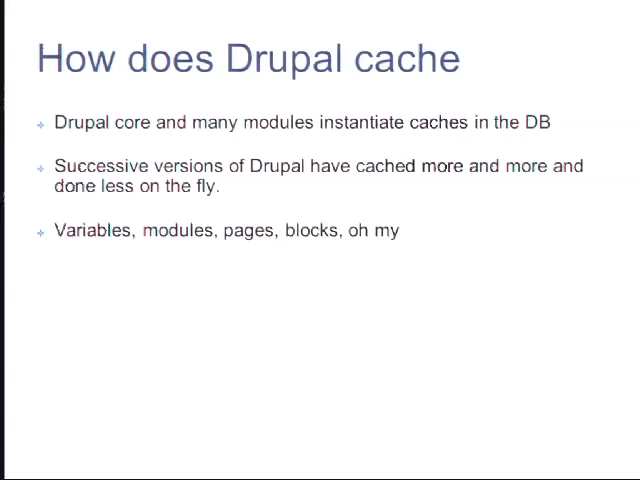 How does Drupal cache
Drupal core and many modules instantiate caches in the DB
Successive versions of Drupal have cached more and more and
done less on the fly.
Variables, modules, pages, blocks, oh my